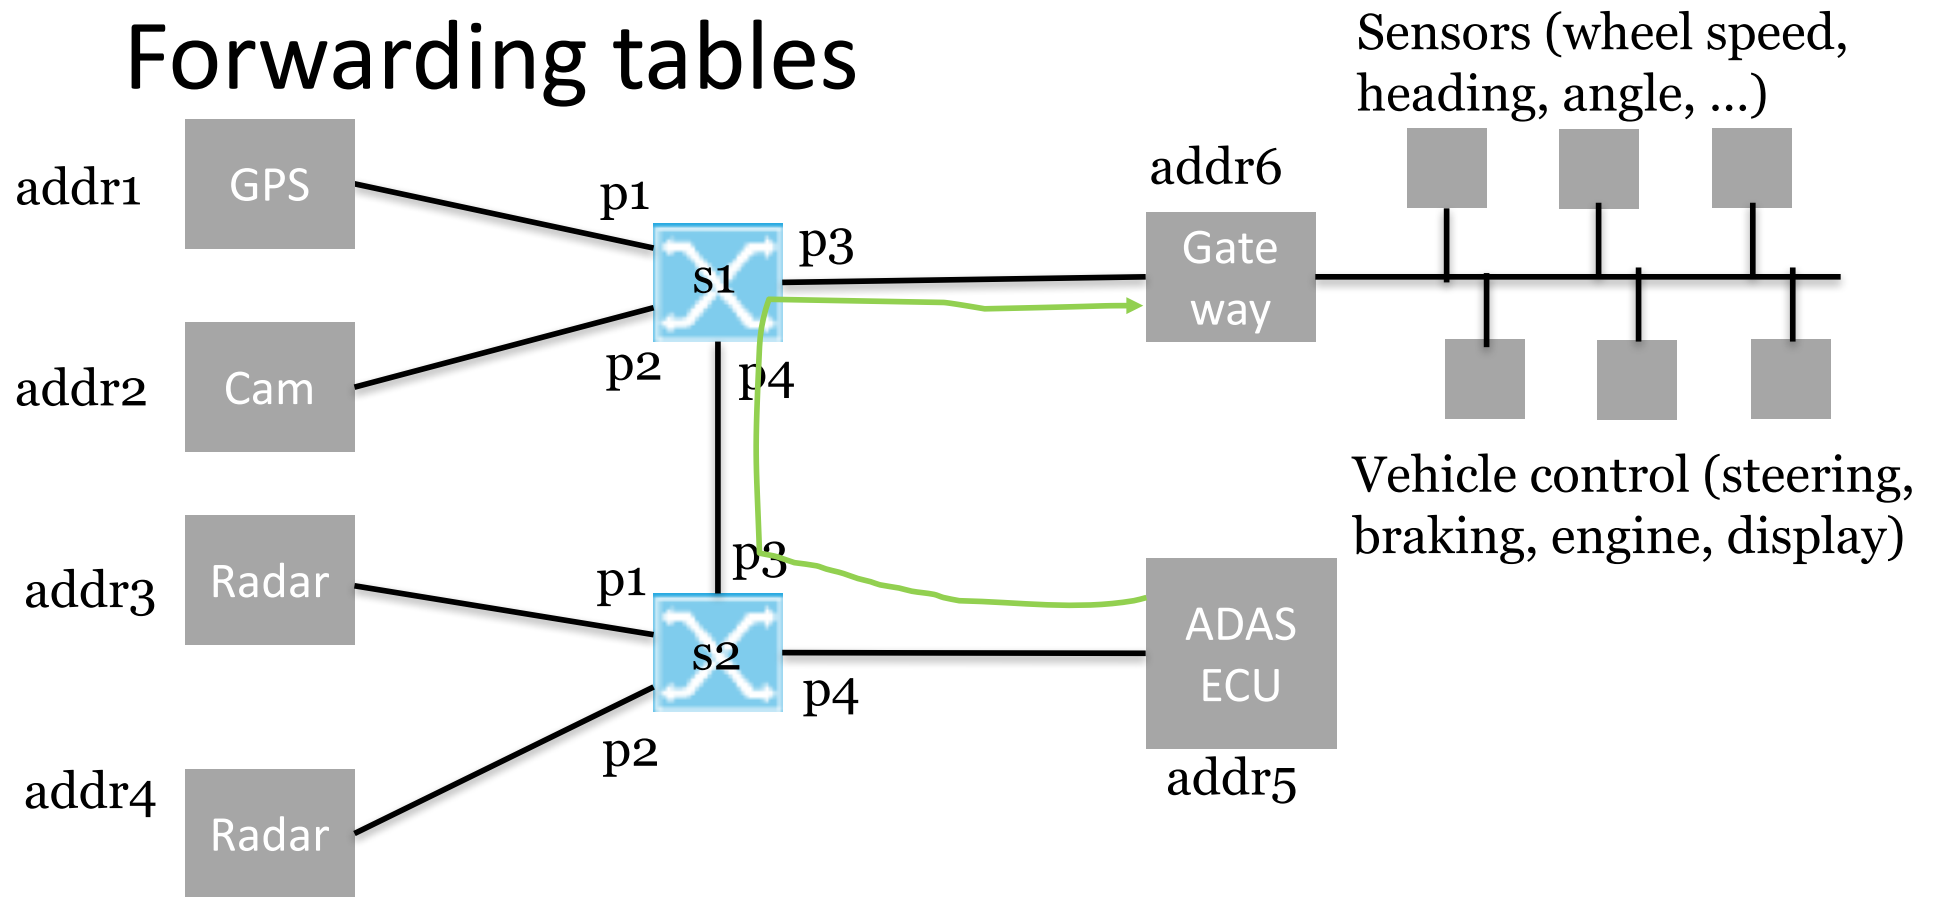 Forwarding tables
Sensors (wheel speed,
heading, angle, ...)
addr1
GPS
p1
s1
p3
addr6
Gate
way
addr2
Cam
p2
p4
Vehicle control (steering,
braking, engine, display)
addr3
Radar
p1
p3
s2
p4
ADAS
ECU
addr5
p2
addr4
Radar